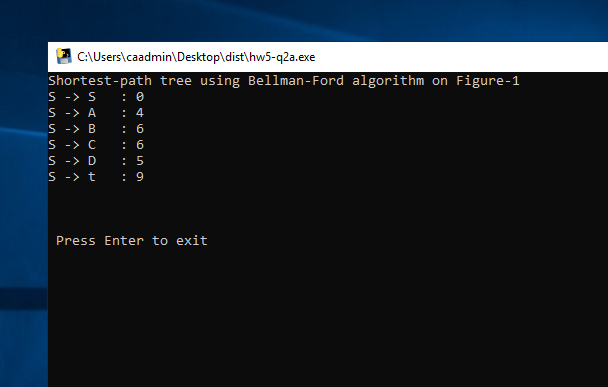 C:\Users\caadmin\Desktop\dist\hw5-q2a.exe
Shortest-path tree using Bellman-Ford algorithm on Figure-1
S -> S   : 0
S -> A   : 4
S -> B   : 6
S -> C   : 6
S -> D   : 5
S -> t   : 9
Press Enter to exit